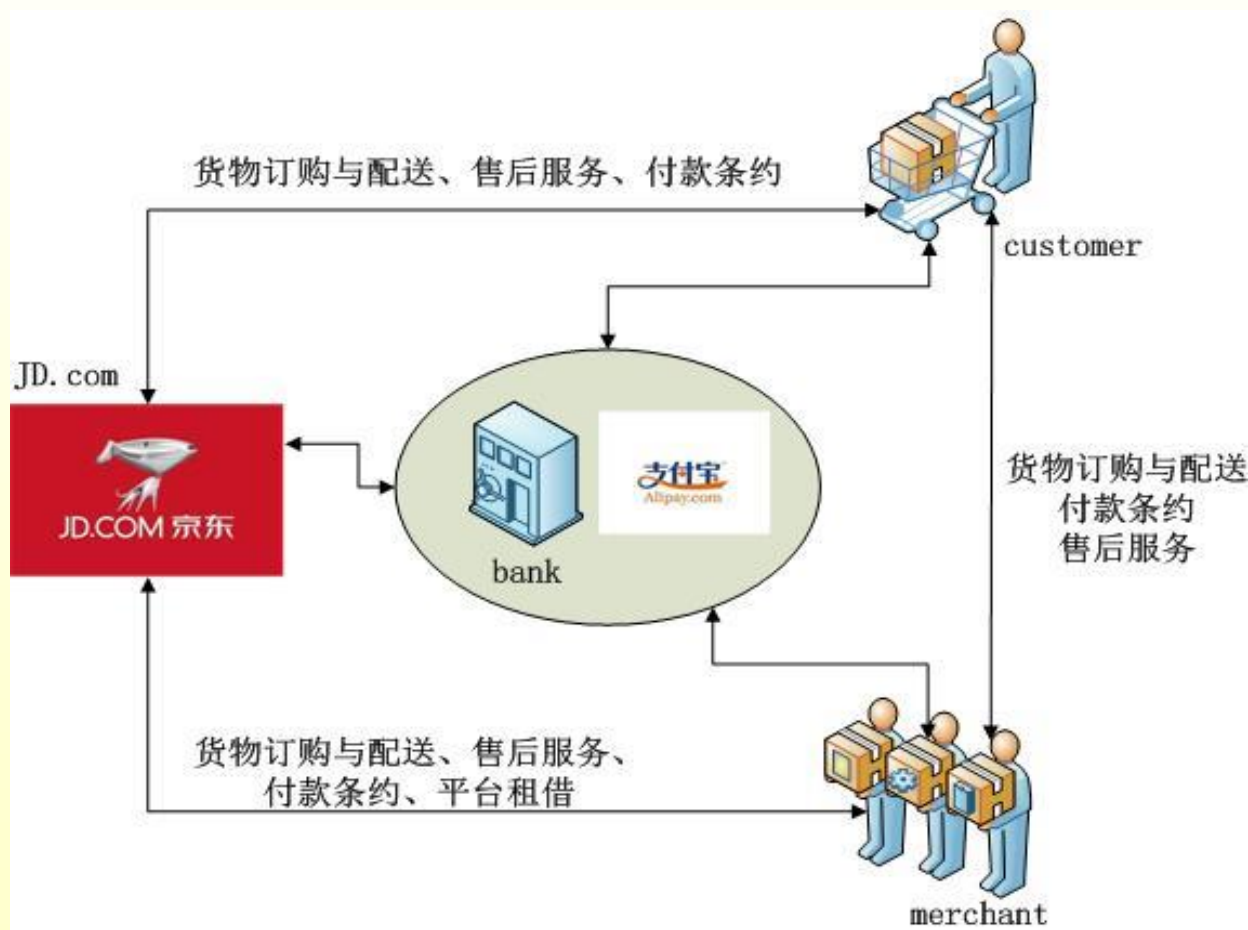 货物订购与配送、售后服务、付款条约
customer
JD.com
JD.COM 京东
支付宝
Alipay.com
bank
货物订购与配送
付款条约
售后服务
货物订购与配送、售后服务、
付款条约、平台租借
merchant